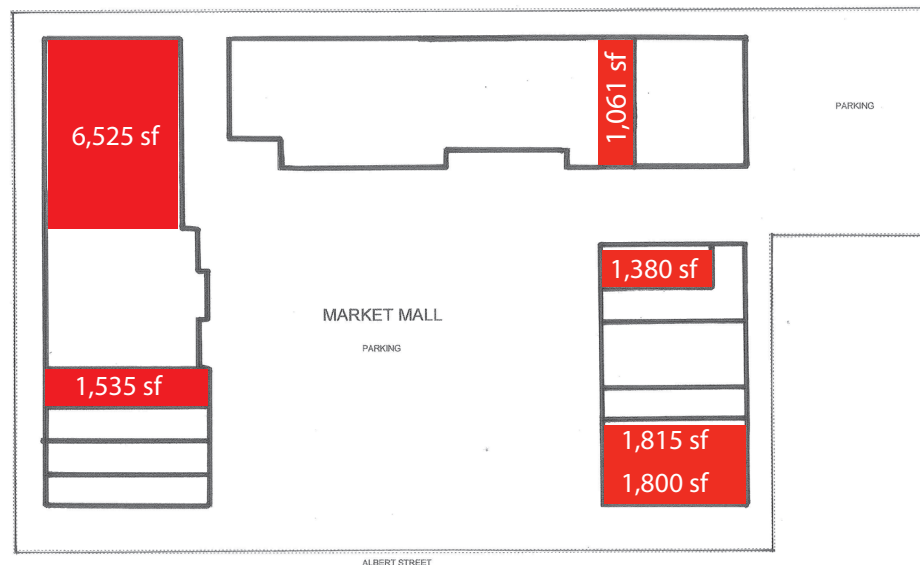 6,525 sf
1,061 sf
PARKING
1,380 sf
MARKET MALL
PARKING
1,535 sf
1,815 sf
1,800 sf
ALBERT STREET